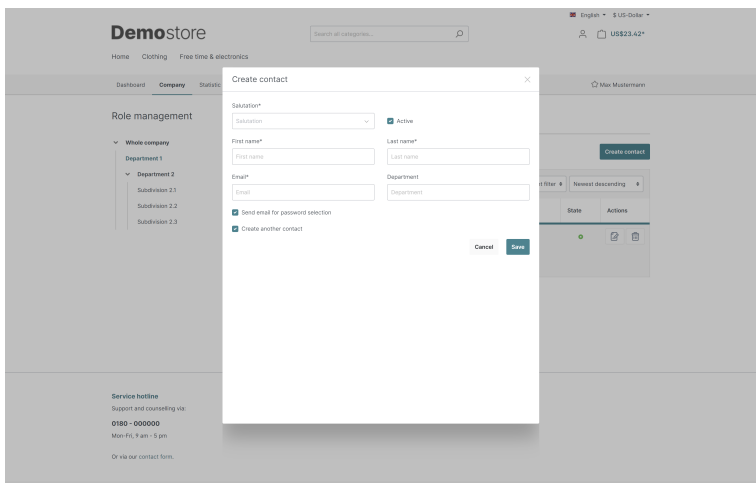 English $ US-Dollar
Demostore
Search all categories...
US$23.42*
Home Clothing Free time & electronics
Dashboard Company Statistic
Max Mustermann
Role management
Whole company
Department 1
Department 2
Subdivision 2.1
Subdivision 2.2
Subdivision 2.3
Create contact
Salutation*
Salutation
Active
First name*
Last name*
First name
Last name
Email*
Department
Email
Department
Send email for password selection
Create another contact
Cancel
Save
Create contact
filter
Newest descending
State
Actions
Service hotline
Support and counselling via:
0180 - 000000
Mon-Fri, 9 am - 5 pm
Or via our contact form.